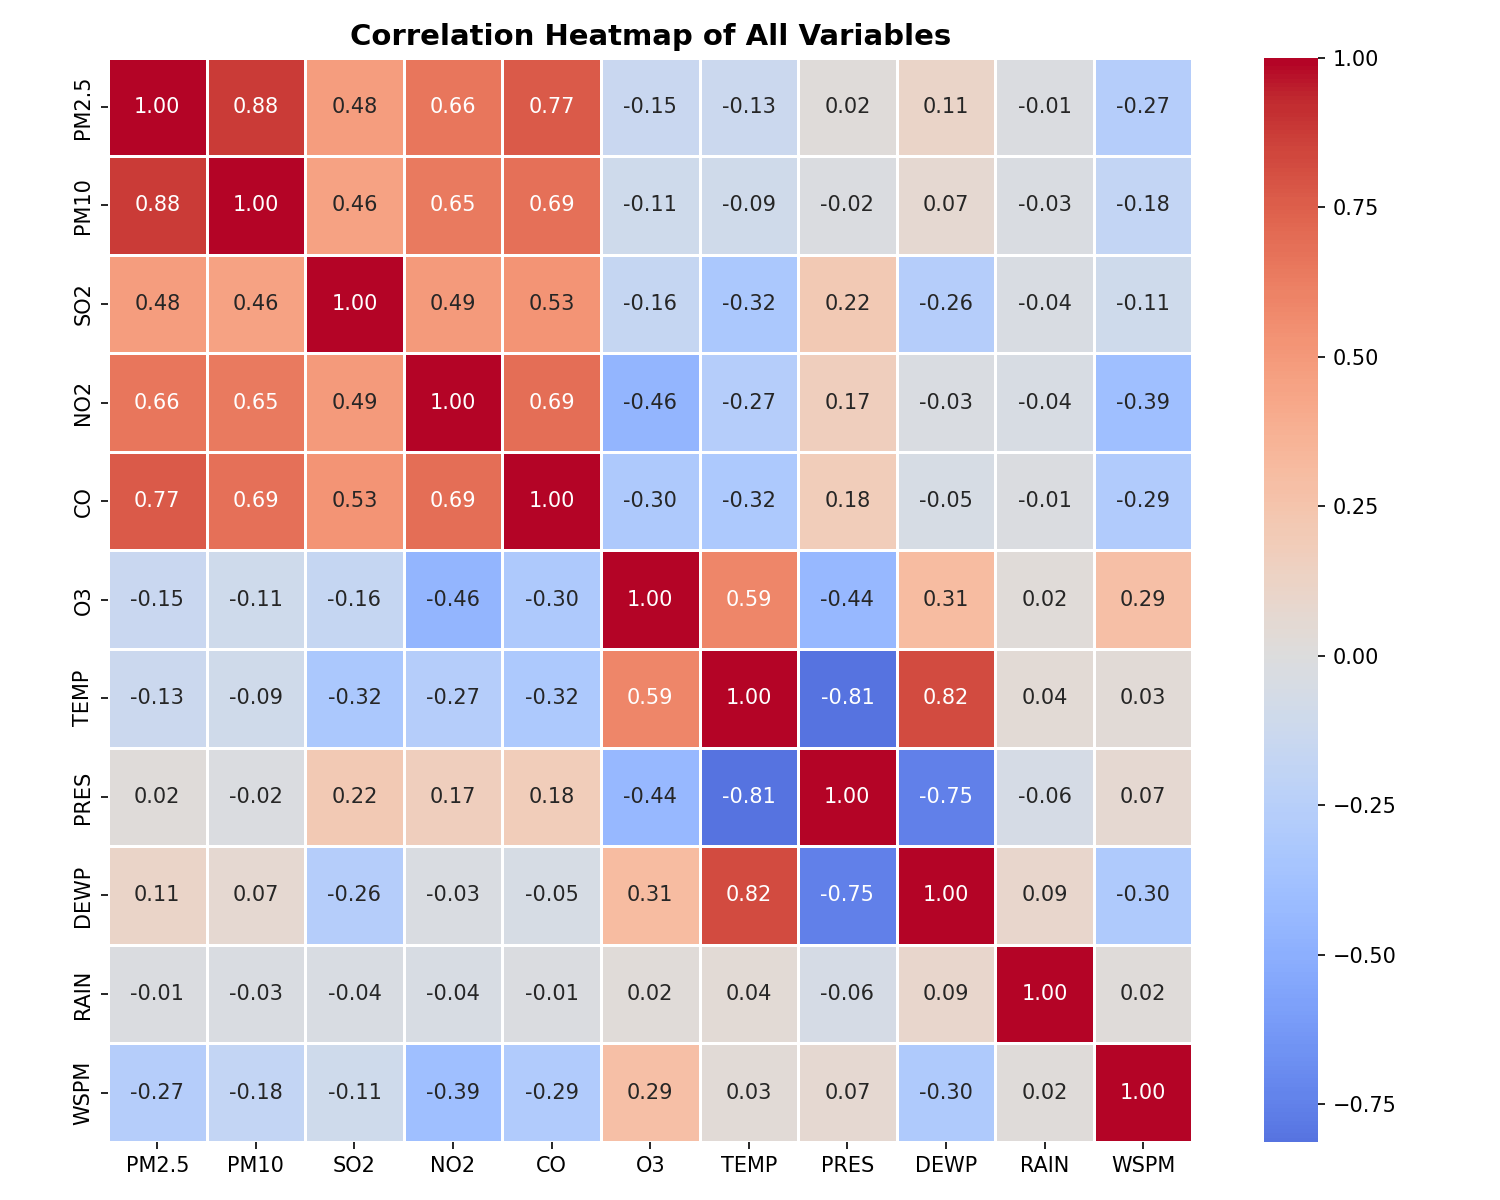 Correlation Heatmap of All Variables
PM2.5 1.00 0.88 0.48 0.66 0.77 -0.15 -0.13 0.02 0.11 -0.01 -0.27
PM10 0.88 1.00 0.46 0.65 0.69 -0.11 -0.09 -0.02 0.07 -0.03 -0.18
SO2 0.48 0.46 1.00 0.49 0.53 -0.16 -0.32 0.22 -0.26 -0.04 -0.11
NO2 0.66 0.65 0.49 1.00 0.69 -0.46 -0.27 0.17 -0.03 -0.04 -0.39
CO 0.77 0.69 0.53 0.69 1.00 -0.30 -0.32 0.18 -0.05 -0.01 -0.29
O3 -0.15 -0.11 -0.16 -0.46 -0.30 1.00 0.59 -0.44 0.31 0.02 0.29
TEMP -0.13 -0.09 -0.32 -0.27 -0.32 0.59 1.00 -0.81 0.82 0.04 0.03
PRES 0.02 -0.02 0.22 0.17 0.18 -0.44 -0.81 1.00 -0.75 -0.06 0.07
DEWP 0.11 0.07 -0.26 -0.03 -0.05 0.31 0.82 -0.75 1.00 0.09 -0.30
RAIN -0.01 -0.03 -0.04 -0.04 -0.01 0.02 0.04 -0.06 0.09 1.00 0.02
WSPM -0.27 -0.18 -0.11 -0.39 -0.29 0.29 0.03 0.07 -0.30 0.02 1.00
PM2.5 PM10 SO2 NO2 CO O3 TEMP PRES DEWP RAIN WSPM
1.00
0.75
0.50
0.25
0.00
−0.25
−0.50
−0.75